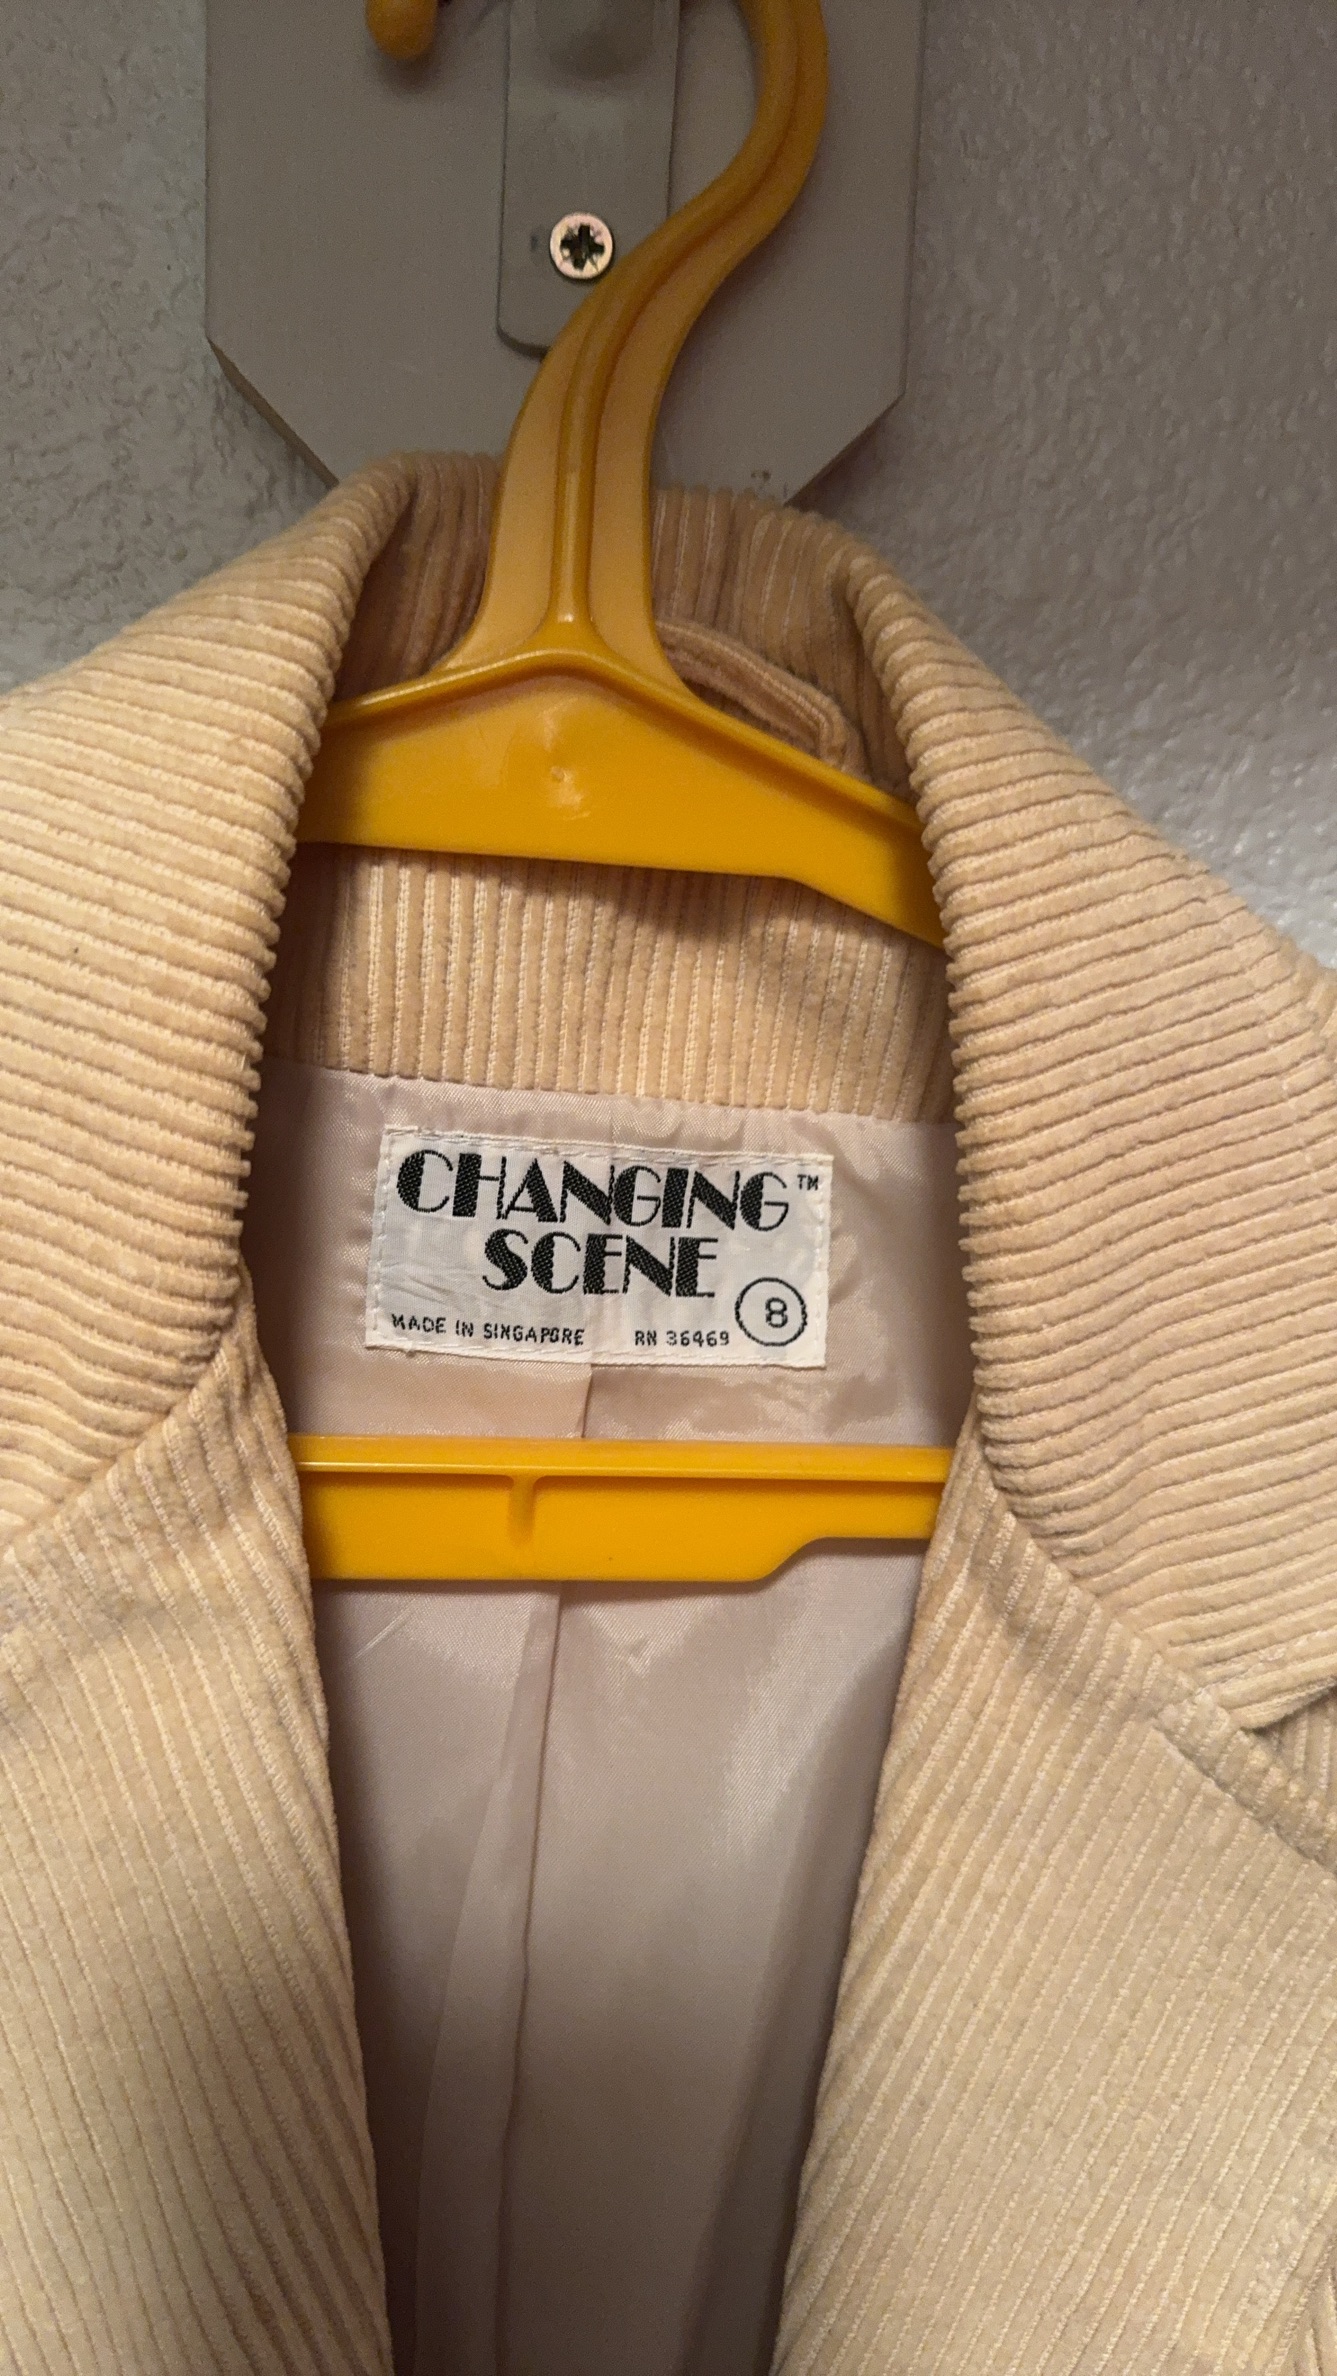 CHANGING™
SCENE
MADE IN SINGAPORE RN 36469 8